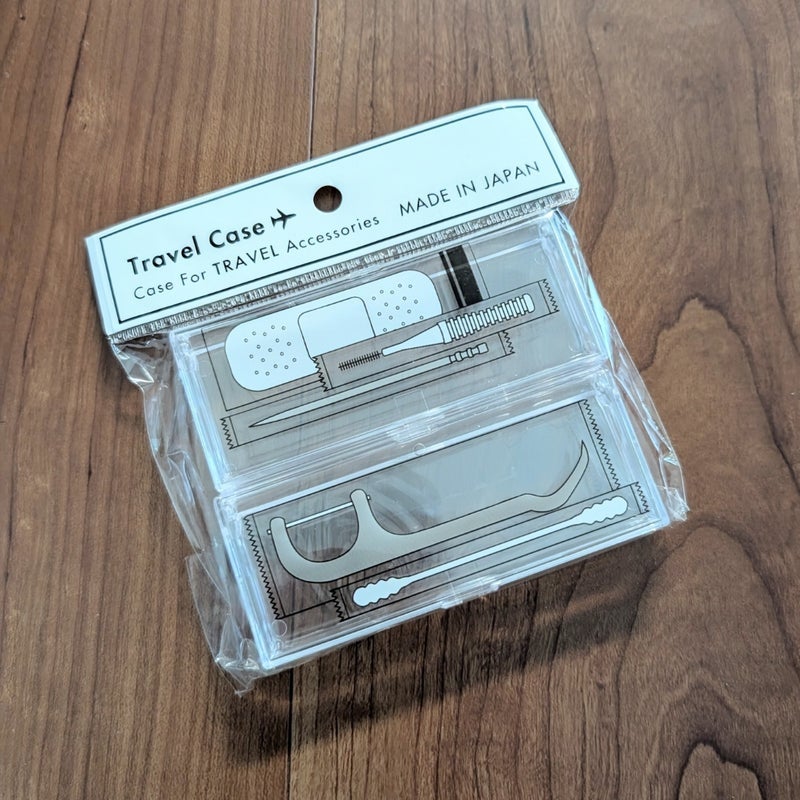 Travel Case
Case For TRAVEL Accessories
MADE IN JAPAN